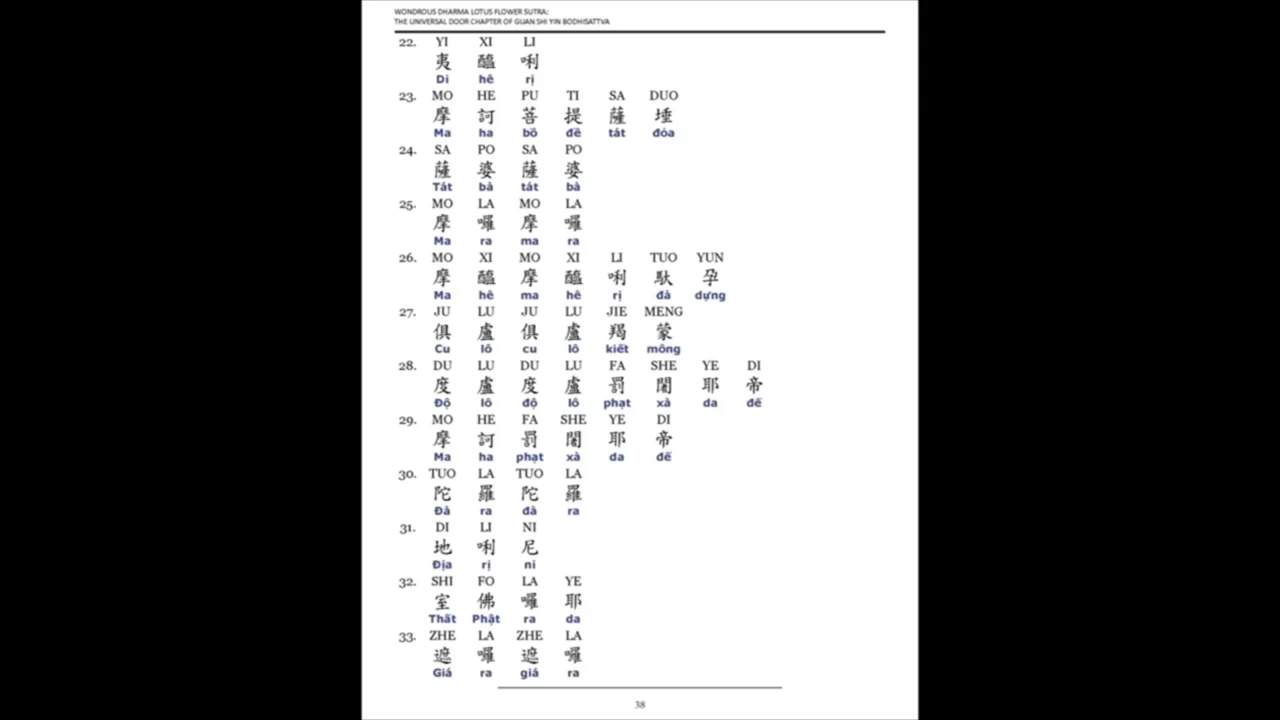 WONDROUS DHARMA LOTUS FLOWER SUTRA;
THE UNIVERSAL DOOR CHAPTER OF GUAN SHI YIN BODHISATTVA
22. YI XI LI
夷 醯 唎
Di hê rị
23. MO HE PU TI SA DUO
摩 訶 菩 提 薩 埵
Ma ha bồ đề tát đỏa
24. SA PO SA PO
薩 婆 薩 婆
Tát bà tát bà
25. MO LA MO LA
摩 囉 摩 囉
Ma ra ma ra
26. MO XI MO XI LI TUO YUN
摩 醯 摩 醯 唎 馱 孕
Ma hê ma hê rị đà dựng
27. JU LU JU LU JIE MENG
俱 盧 俱 盧 羯 蒙
Cu lô cu lô kiết mông
28. DU LU DU LU FA SHE YE DI
度 盧 度 盧 罰 闍 耶 帝
Độ lô độ lô phạt xà da đế
29. MO HE FA SHE YE DI
摩 訶 罰 闍 耶 帝
Ma ha phạt xà da đế
30. TUO LA TUO LA
陀 羅 陀 羅
Đà ra đà ra
31. DI LI NI
地 唎 尼
Địa rị ni
32. SHI FO LA YE
室 佛 囉 耶
Thất Phật ra da
33. ZHE LA ZHE LA
遮 囉 遮 囉
Giá ra giá ra
38